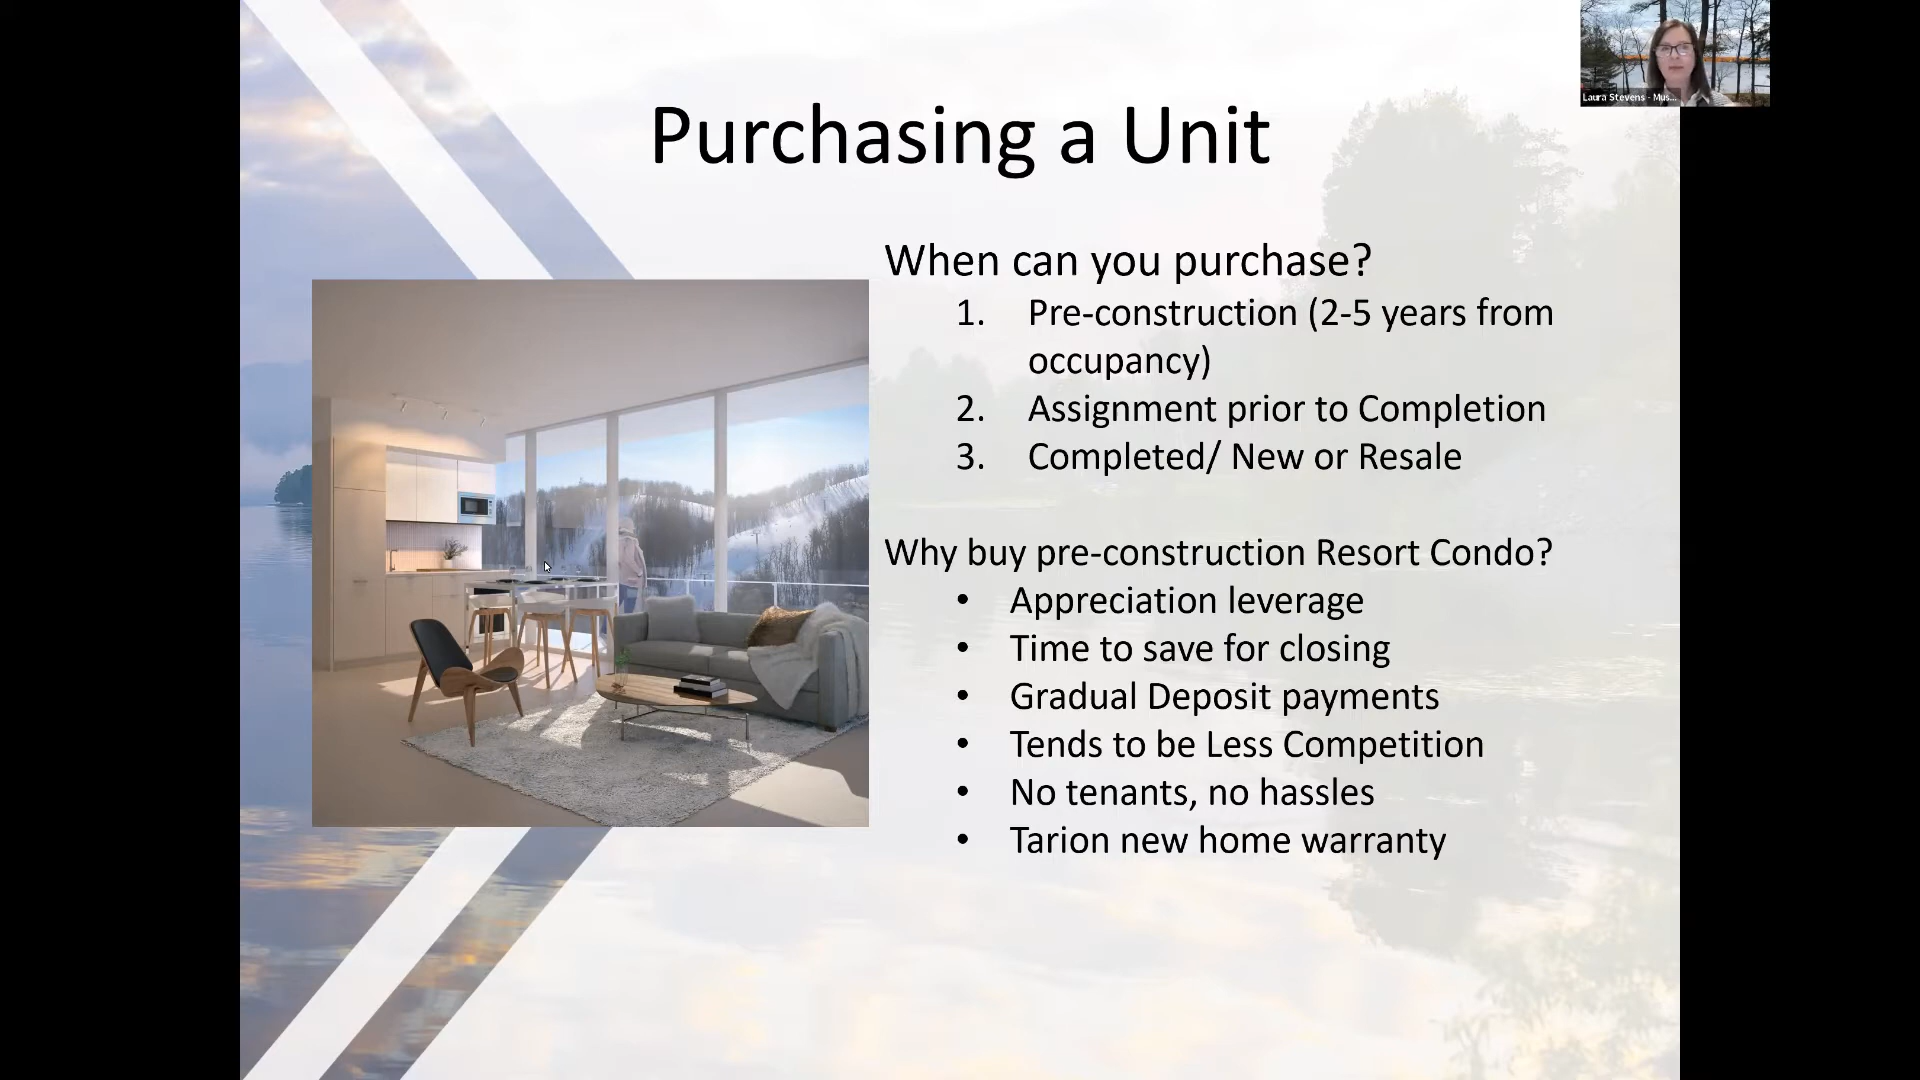 Laura Stevens - Mus...
Purchasing a Unit
When can you purchase?
1. Pre-construction (2-5 years from
occupancy)
2. Assignment prior to Completion
3. Completed/ New or Resale
Why buy pre-construction Resort Condo?
• Appreciation leverage
• Time to save for closing
• Gradual Deposit payments
• Tends to be Less Competition
• No tenants, no hassles
• Tarion new home warranty